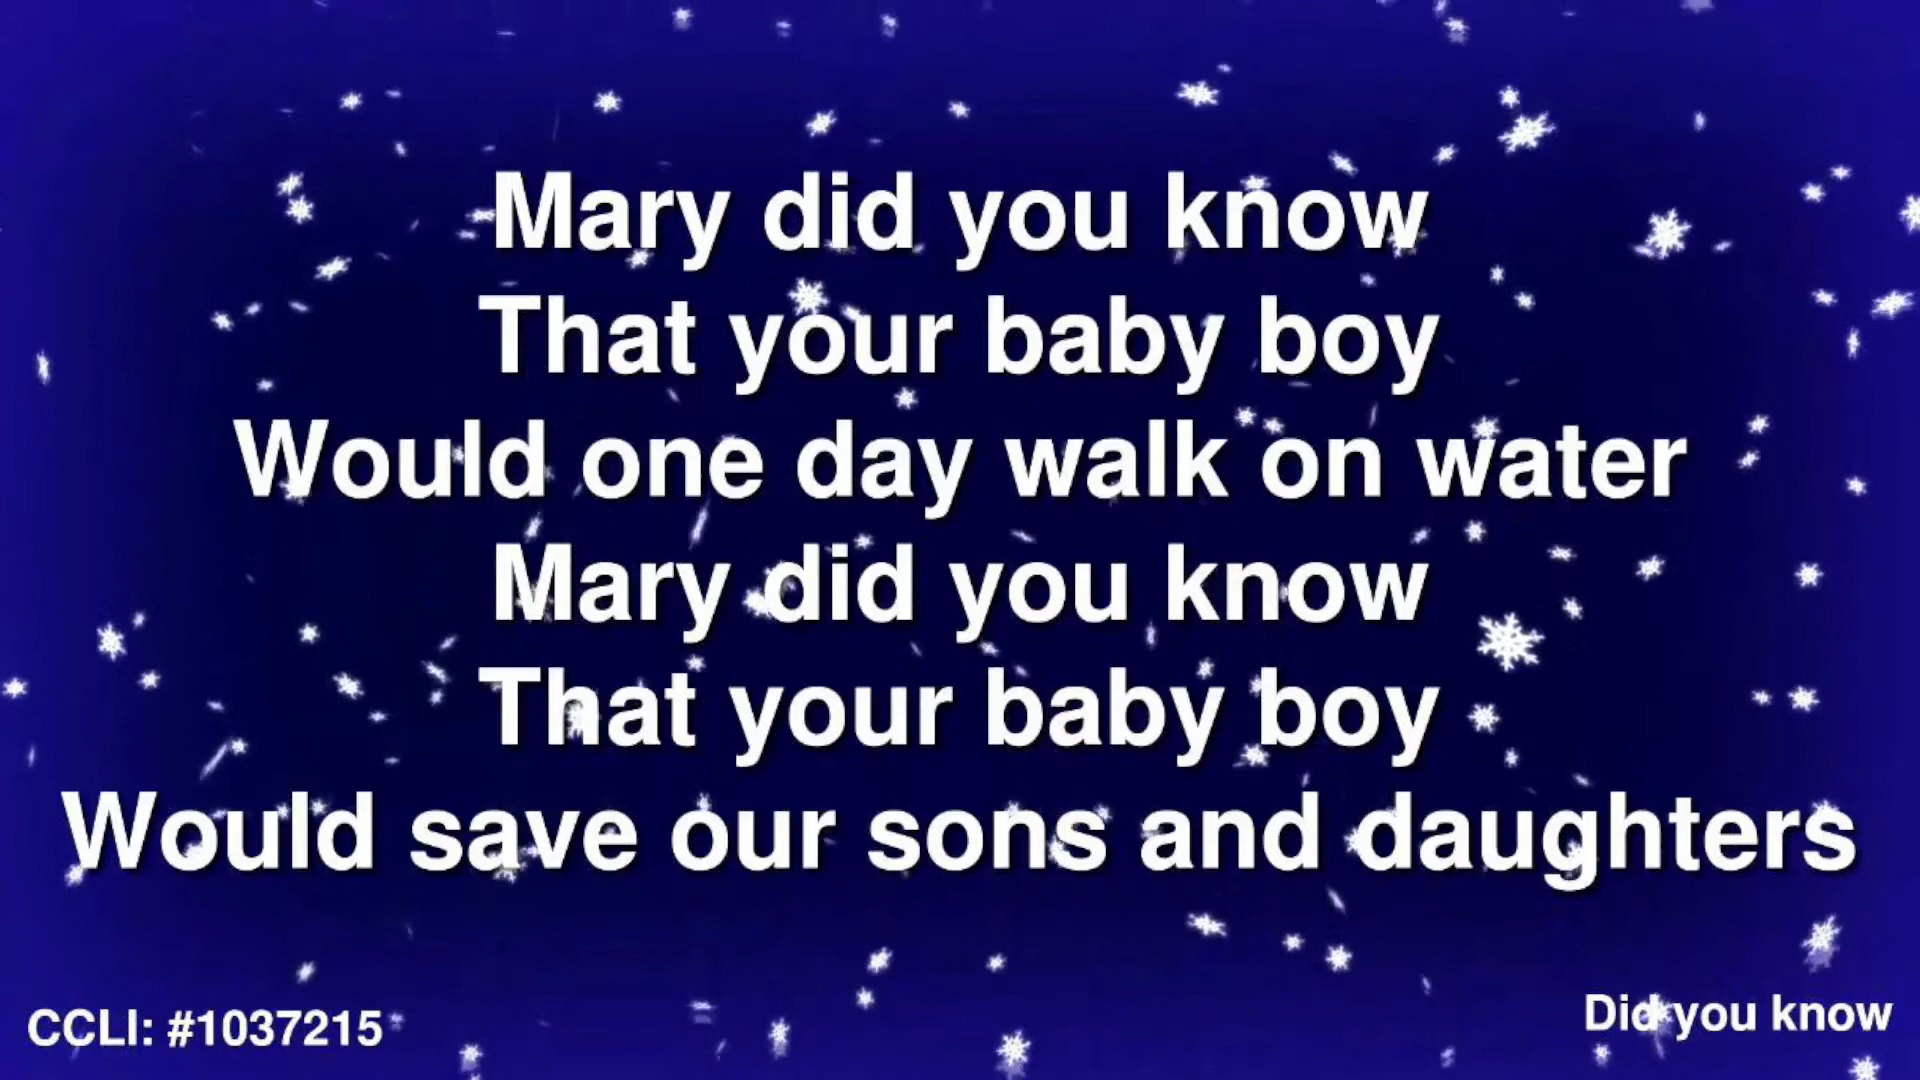 Mary did you know
That your baby boy
Would one day walk on water
Mary did you know
That your baby boy
Would save our sons and daughters
CCLI: #1037215
Did you know